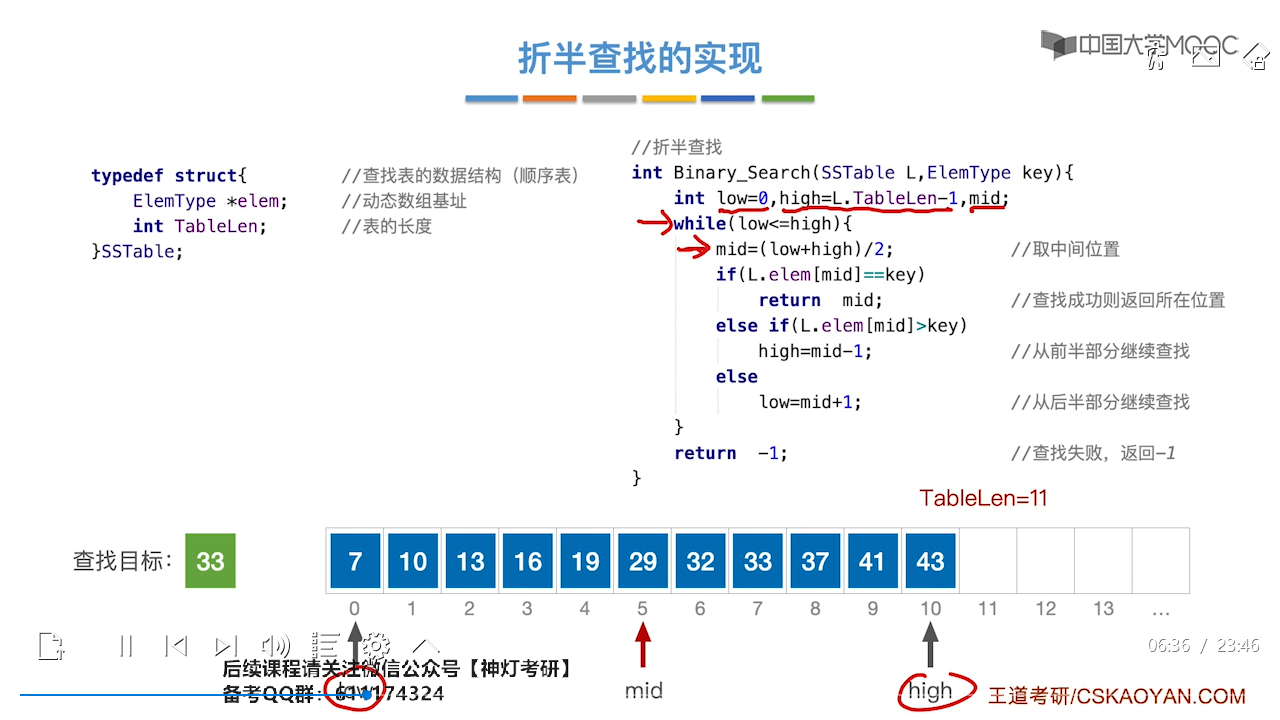 折半查找的实现
中国大学MOOC
typedef struct{ //查找表的数据结构（顺序表）
ElemType *elem; //动态数组基址
int TableLen; //表的长度
}SSTable;
//折半查找
int Binary_Search(SSTable L,ElemType key){
int low=0,high=L.TableLen-1,mid;
while(low<=high){
mid=(low+high)/2; //取中间位置
if(L.elem[mid]==key)
return mid; //查找成功则返回所在位置
else if(L.elem[mid]>key)
high=mid-1; //从前半部分继续查找
else
low=mid+1; //从后半部分继续查找
}
return -1; //查找失败，返回-1
}
TableLen=11
查找目标： 33 7 10 13 16 19 29 32 33 37 41 43
0 1 2 3 4 5 6 7 8 9 10 11 12 13 ...
06:36 / 23:46
后续课程请关注微信公众号【神灯考研】
备考QQ群： 174324
mid
high
王道考研/CSKAOYAN.COM